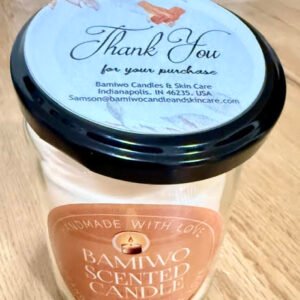 Thank You
for your purchase
Bamiwo Candles & Skin Care
Indianapolis, IN 46235, USA
Samson@bamiwocandleandskincare.com
HANDMADE WITH LOVE
BAMIWO
SCENTED
CANDLE